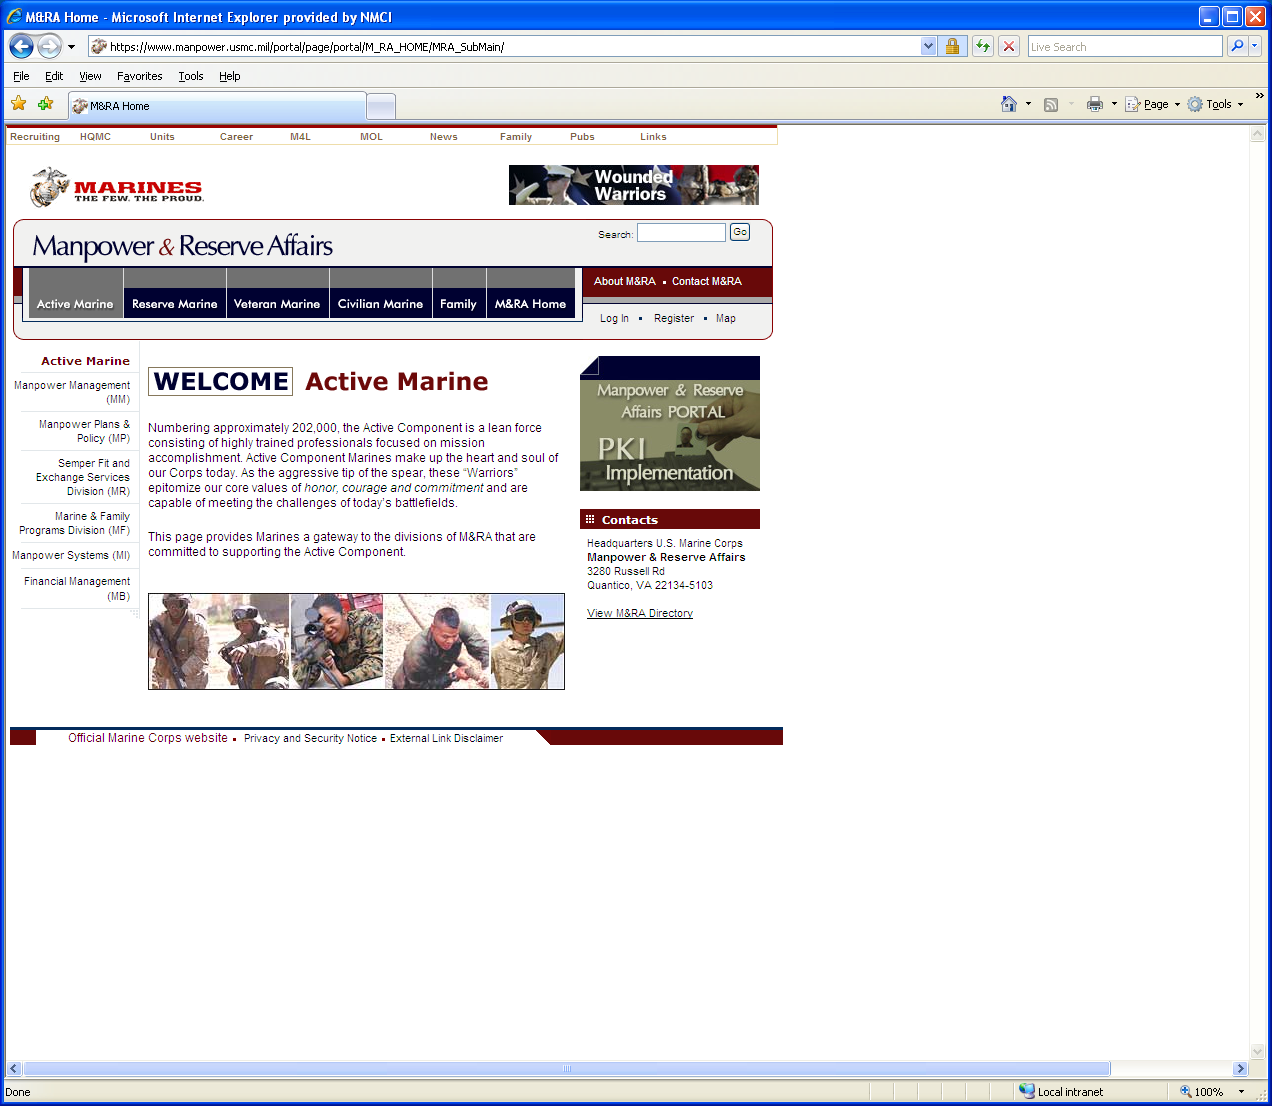 M&RA Home - Microsoft Internet Explorer provided by NMCI
https://www.manpower.usmc.mil/portal/page/portal/M_RA_HOME/MRA_SubMain/
Live Search
File Edit View Favorites Tools Help
M&RA Home
Page Tools
Recruiting HQMC Units Career M4L MOL News Family Pubs Links
MARINES
THE FEW. THE PROUD.
Wounded
Warriors
Manpower & Reserve Affairs
Search: Go
About M&RA Contact M&RA
Active Marine Reserve Marine Veteran Marine Civilian Marine Family M&RA Home
Log In Register Map
Active Marine
Manpower Management
(MM)
Manpower Plans &
Policy (MP)
Semper Fit and
Exchange Services
Division (MR)
Marine & Family
Programs Division (MF)
Manpower Systems (MI)
Financial Management
(MB)
WELCOME Active Marine
Numbering approximately 202,000, the Active Component is a lean force
consisting of highly trained professionals focused on mission
accomplishment. Active Component Marines make up the heart and soul of
our Corps today. As the aggressive tip of the spear, these “Warriors”
epitomize our core values of honor, courage and commitment and are
capable of meeting the challenges of today’s battlefields.
This page provides Marines a gateway to the divisions of M&RA that are
committed to supporting the Active Component.
Manpower & Reserve
Affairs PORTAL
PKI
Implementation
Contacts
Headquarters U.S. Marine Corps
Manpower & Reserve Affairs
3280 Russell Rd
Quantico, VA 22134-5103
View M&RA Directory
Official Marine Corps website Privacy and Security Notice External Link Disclaimer
Done Local intranet 100%